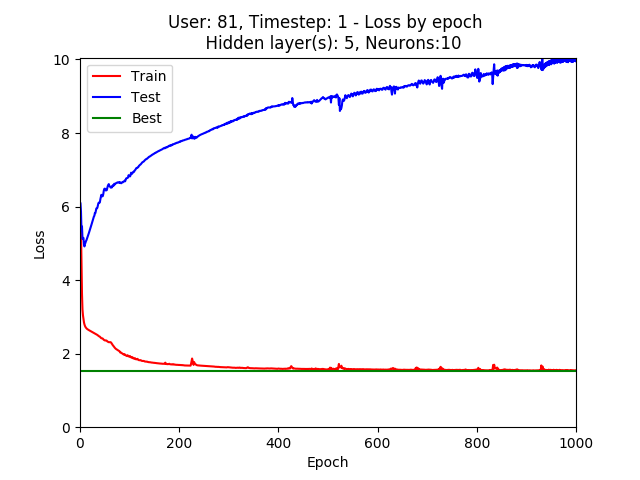 User: 81, Timestep: 1 - Loss by epoch
Hidden layer(s): 5, Neurons:10
10
8
6
4
2
0
Loss
Train
Test
Best
0 200 400 600 800 1000
Epoch